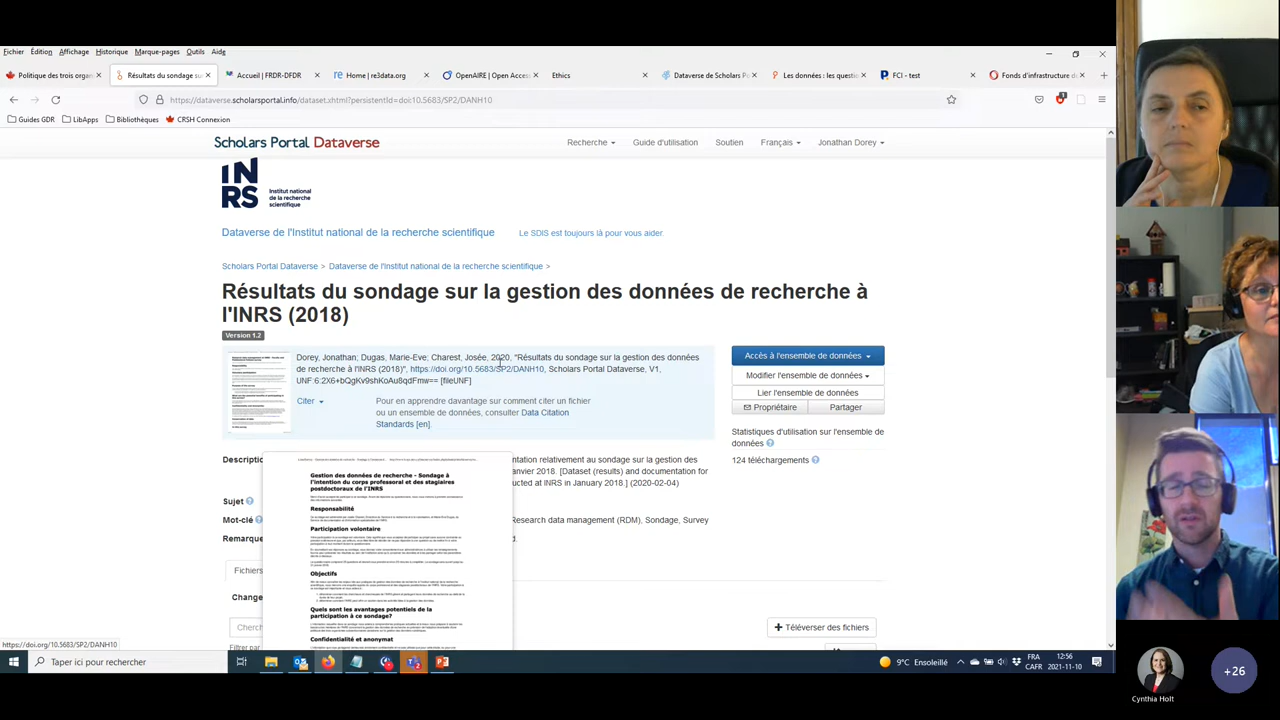 Fichier Édition Affichage Historique Marque-pages Outils Aide
Politique des trois organ
Résultats du sondage su
Accueil | FRDR-DFDR
Home | re3data.org
OpenAIRE | Open Access
Ethics
Dataverse de Scholars Po
Les données : les questio
FCI - test
Fonds d'infrastructure de
https://dataverse.scholarsportal.info/dataset.xhtml?persistentId=doi:10.5683/SP2/DANH10
Guides GDR LibApps Bibliothèques CRSH Connexion
Scholars Portal Dataverse
Recherche Guide d'utilisation Soutien Français Jonathan Dorey
INRS
Institut national de la recherche scientifique
Dataverse de l'Institut national de la recherche scientifique Le SDIS est toujours là pour vous aider.
Scholars Portal Dataverse > Dataverse de l'Institut national de la recherche scientifique >
Résultats du sondage sur la gestion des données de recherche à
l'INRS (2018)
Version 1.2
Dorey, Jonathan; Dugas, Marie-Eve; Charest, Josée, 2020, "Résultats du sondage sur la gestion des données
de recherche à l'INRS (2018)", https://doi.org/10.5683/SP2/DANH10, Scholars Portal Dataverse, V1,
UNF:6:2X6+bQgKv9shKoAu8qdFmw== [fileUNF]
Citer
Pour en apprendre davantage sur comment citer un fichier
ou un ensemble de données, consulter Data Citation
Standards [en].
Accès à l'ensemble de données
Modifier l'ensemble de données
Lier l'ensemble de données
Propriétaire Partager
Statistiques d'utilisation sur l'ensemble de
données
124 téléchargements
Descriptio
ntation relativement au sondage sur la gestion des
anvier 2018. [Dataset (results) and documentation for
ucted at INRS in January 2018.] (2020-02-04)
Sujet
Mot-clé
Research data management (RDM), Sondage, Survey
Remarque
d.
Gestion des données de recherche - Sondage à
l'intention du corps professoral et des stagiaires
postdoctoraux de l'INRS
Responsabilité
Participation volontaire
Objectifs
Quels sont les avantages potentiels de la
participation à ce sondage?
Confidentialité et anonymat
Fichiers
Change
Cherch
Filtrer par
Téléverser des fichiers
https://doi.org/10.5683/SP2/DANH10
Taper ici pour rechercher
9°C Ensoleillé
FRA
CAFR
12:56
2021-11-10
Cynthia Holt
+26